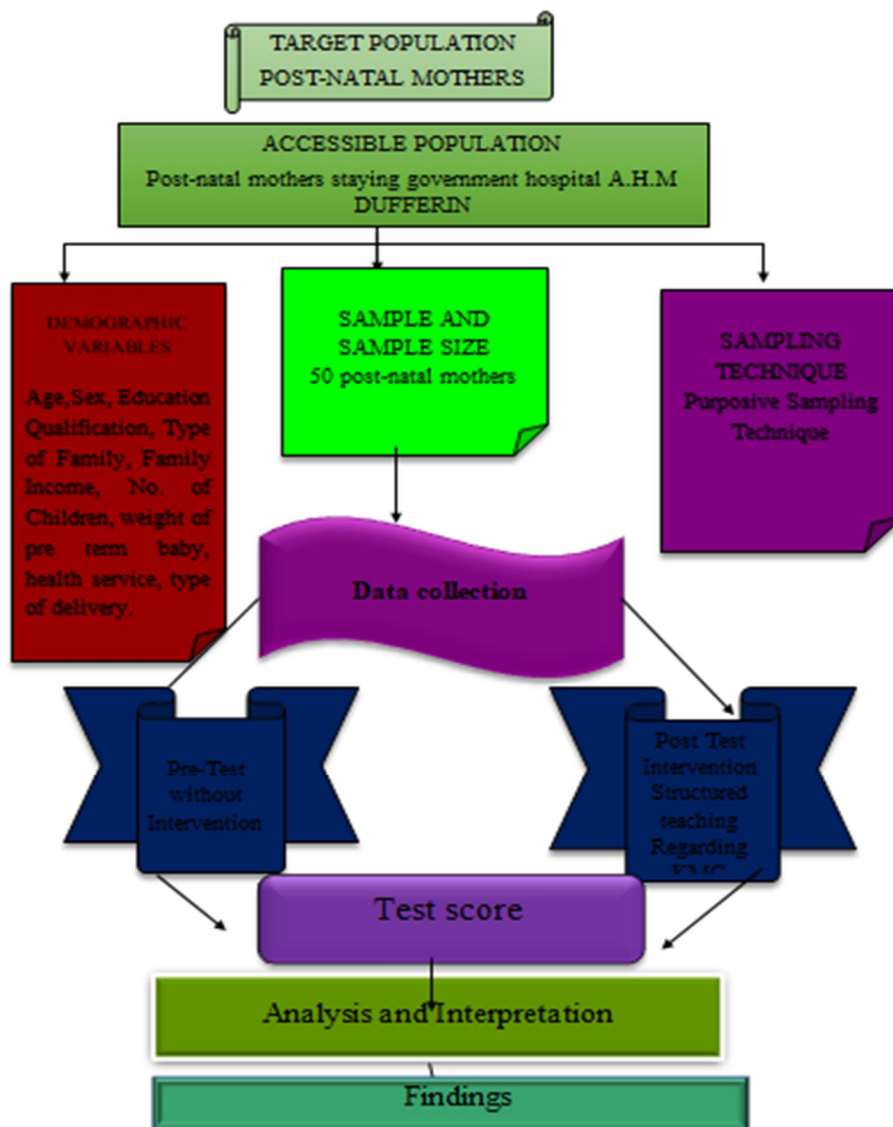 TARGET POPULATION
POST-NATAL MOTHERS
ACCESSIBLE POPULATION
Post-natal mothers staying government hospital A.H.M
DUFFERIN
DEMOGRAPHIC
VARIABLES
Age,Sex, Education
Qualification, Type
of Family, Family
Income, No. of
Children, weight of
pre term baby,
health service, type
of delivery.
SAMPLE AND
SAMPLE SIZE
50 post-natal mothers
SAMPLING
TECHNIQUE
Purposive Sampling
Technique
Data collection
Pre-Test
without
Intervention
Post Test
Intervention
Structured
teaching
Regarding
KMC
Test score
Analysis and Interpretation
Findings